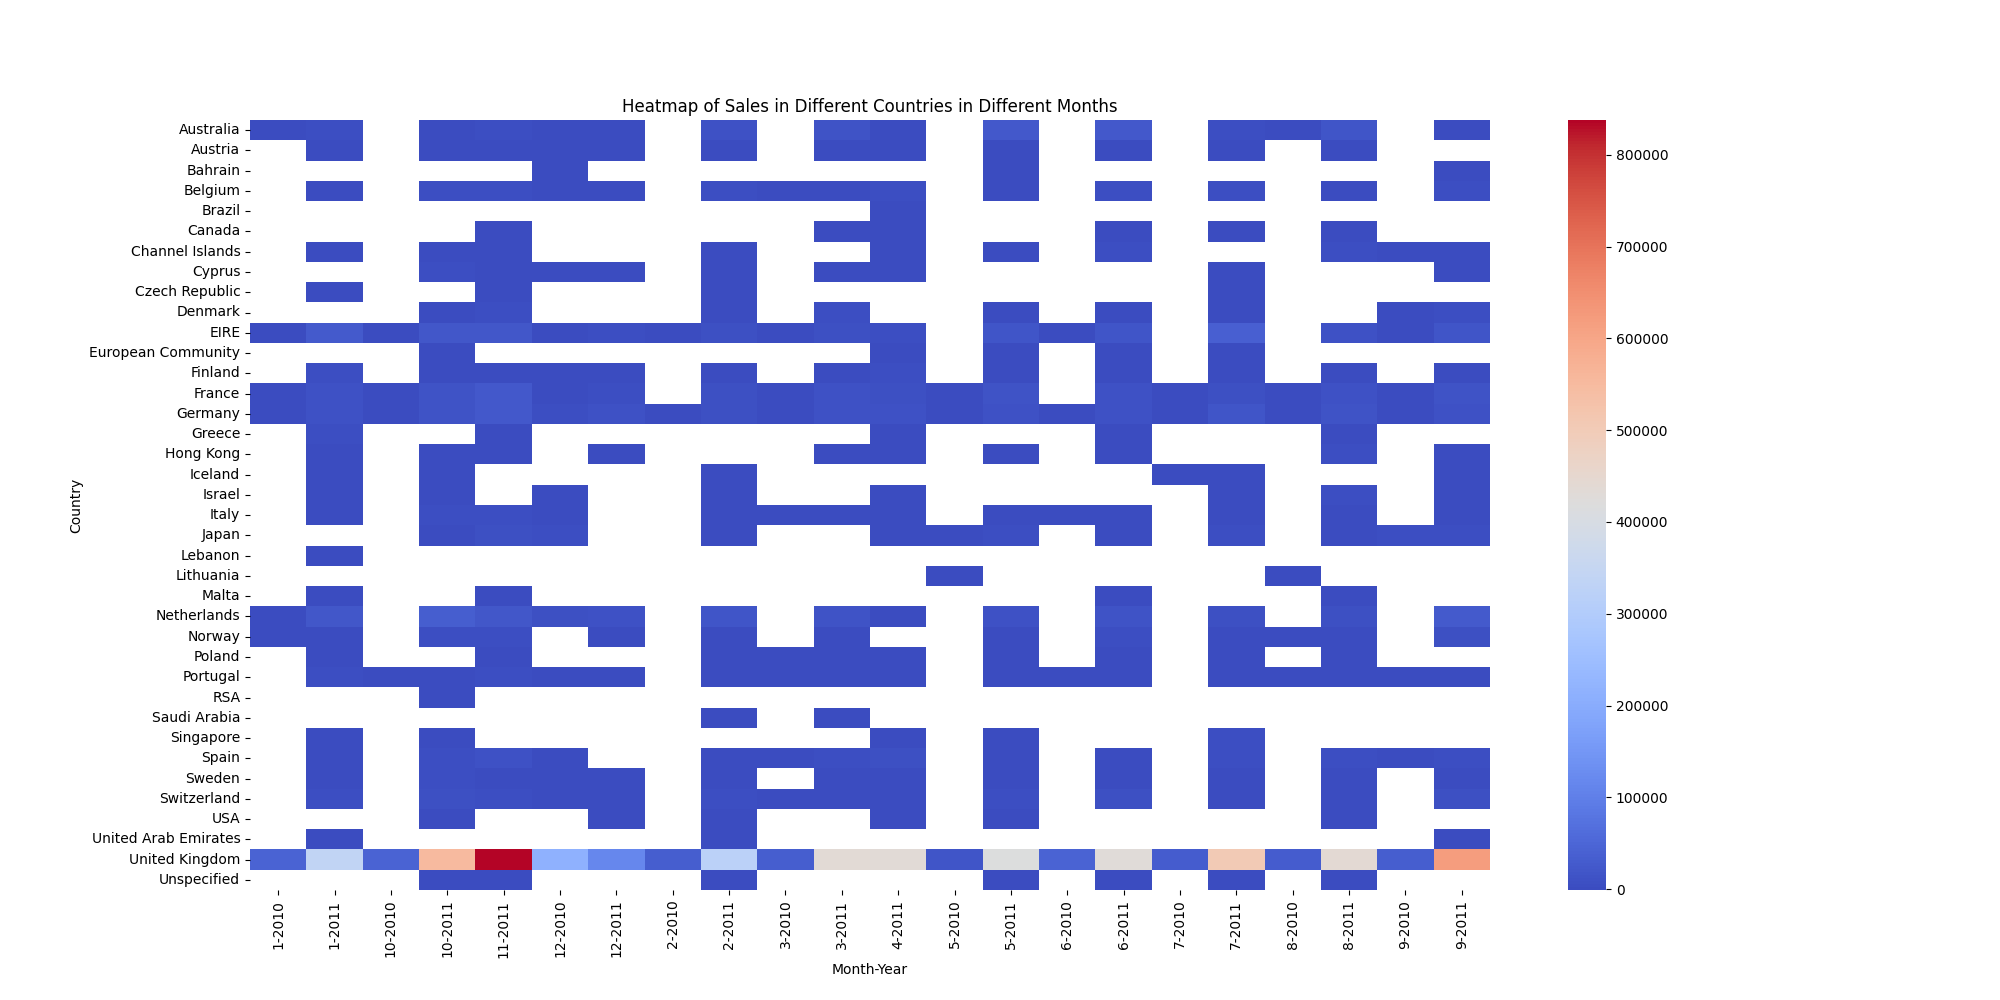 Heatmap of Sales in Different Countries in Different Months
Country
Australia
Austria
Bahrain
Belgium
Brazil
Canada
Channel Islands
Cyprus
Czech Republic
Denmark
EIRE
European Community
Finland
France
Germany
Greece
Hong Kong
Iceland
Israel
Italy
Japan
Lebanon
Lithuania
Malta
Netherlands
Norway
Poland
Portugal
RSA
Saudi Arabia
Singapore
Spain
Sweden
Switzerland
USA
United Arab Emirates
United Kingdom
Unspecified
1-2010
1-2011
10-2010
10-2011
11-2011
12-2010
12-2011
2-2010
2-2011
3-2010
3-2011
4-2011
5-2010
5-2011
6-2010
6-2011
7-2010
7-2011
8-2010
8-2011
9-2010
9-2011
Month-Year
800000
700000
600000
500000
400000
300000
200000
100000
0